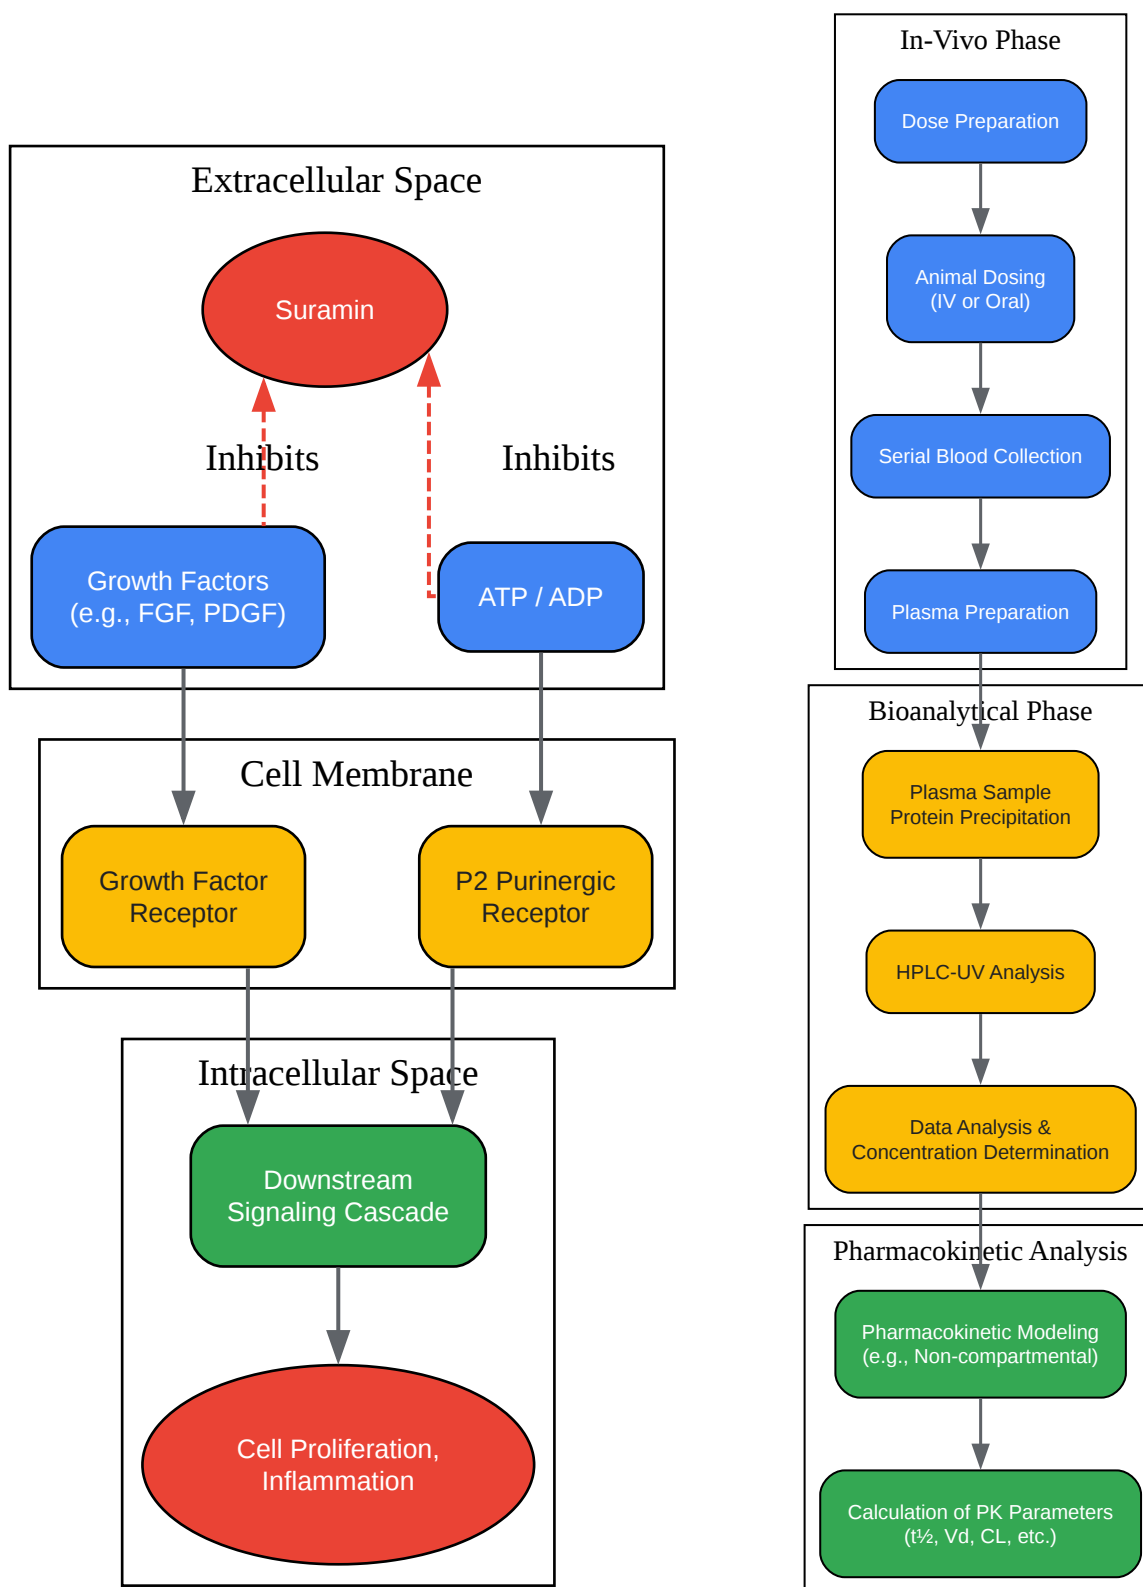 Extracellular Space
Suramin
Inhibits
Inhibits
Growth Factors
(e.g., FGF, PDGF)
ATP / ADP
Cell Membrane
Growth Factor
Receptor
P2 Purinergic
Receptor
Intracellular Space
Downstream
Signaling Cascade
Cell Proliferation,
Inflammation
In-Vivo Phase
Dose Preparation
Animal Dosing
(IV or Oral)
Serial Blood Collection
Plasma Preparation
Bioanalytical Phase
Plasma Sample
Protein Precipitation
HPLC-UV Analysis
Data Analysis &
Concentration Determination
Pharmacokinetic Analysis
Pharmacokinetic Modeling
(e.g., Non-compartmental)
Calculation of PK Parameters
(t½, Vd, CL, etc.)